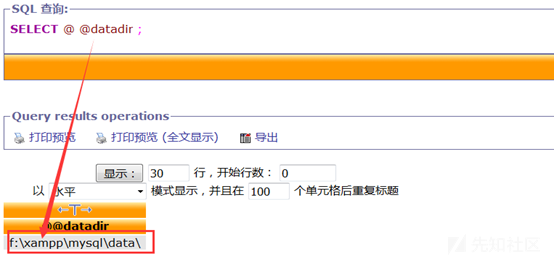 SQL 查询:
SELECT @ @datadir ;
Query results operations
打印预览 打印预览 (全文显示) 导出
显示: 30 行，开始行数: 0
以 水平 模式显示，并且在 100 个单元格后重复标题
←T→
@@datadir
f:\xampp\mysql\data\
先知社区